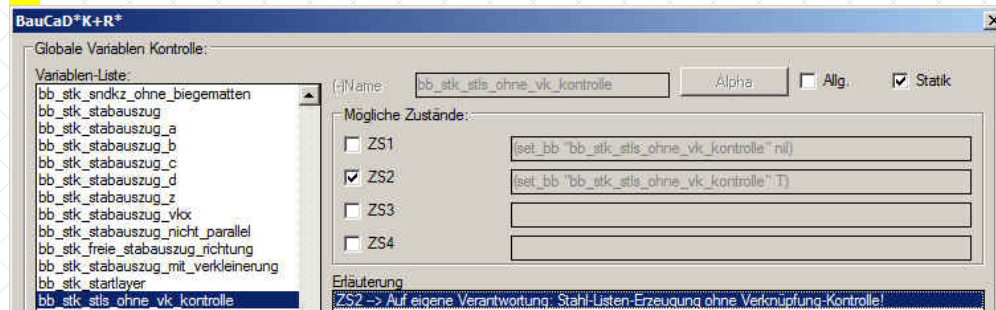 BauCaD*K+R*
Globale Variablen Kontrolle:
Variablen-Liste:
bb_stk_sndkz_ohne_biegematten
bb_stk_stabauszug
bb_stk_stabauszug_a
bb_stk_stabauszug_b
bb_stk_stabauszug_c
bb_stk_stabauszug_d
bb_stk_stabauszug_z
bb_stk_stabauszug_vkx
bb_stk_stabauszug_nicht_parallel
bb_stk_freie_stabauszug_richtung
bb_stk_stabauszug_mit_verkleinerung
bb_stk_startlayer
bb_stk_stls_ohne_vk_kontrolle
(-)Name bb_stk_stls_ohne_vk_kontrolle Alpha Allg. Statik
Mögliche Zustände:
ZS1 (set_bb "bb_stk_stls_ohne_vk_kontrolle" nil)
ZS2 (set_bb "bb_stk_stls_ohne_vk_kontrolle" T)
ZS3
ZS4
Erläuterung
ZS2 --> Auf eigene Verantwortung: Stahl-Listen-Erzeugung ohne Verknüpfung-Kontrolle!